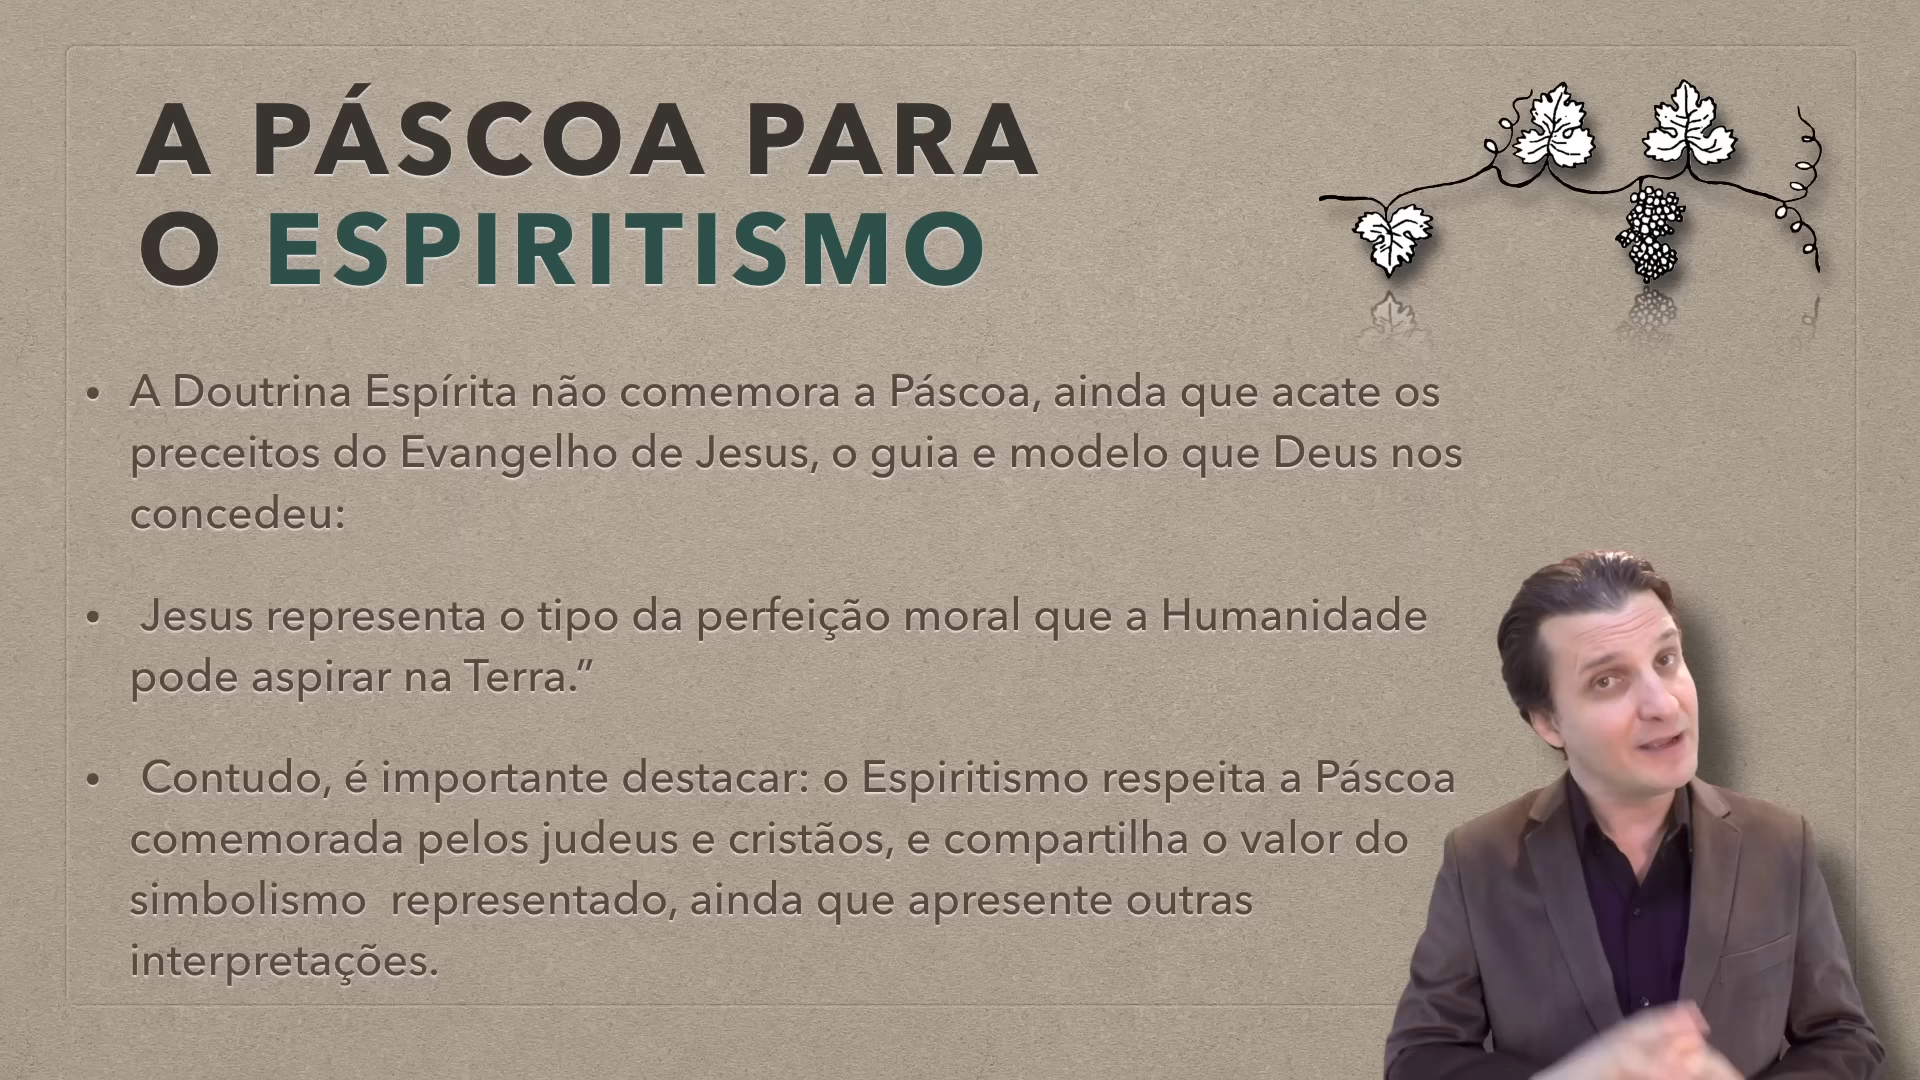 A PÁSCOA PARA
O ESPIRITISMO
• A Doutrina Espírita não comemora a Páscoa, ainda que acate os
preceitos do Evangelho de Jesus, o guia e modelo que Deus nos
concedeu:
• Jesus representa o tipo da perfeição moral que a Humanidade
pode aspirar na Terra.”
• Contudo, é importante destacar: o Espiritismo respeita a Páscoa
comemorada pelos judeus e cristãos, e compartilha o valor do
simbolismo  representado, ainda que apresente outras
interpretações.